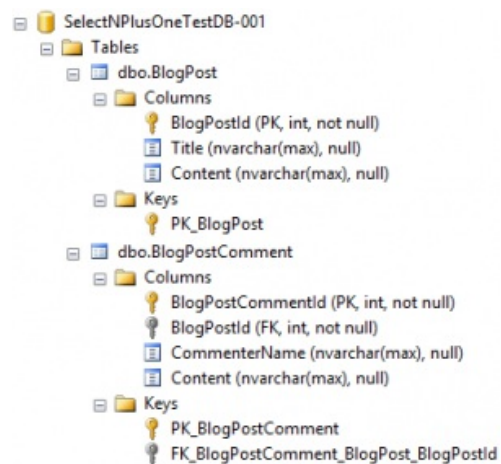 SelectNPlusOneTestDB-001
Tables
dbo.BlogPost
Columns
BlogPostId (PK, int, not null)
Title (nvarchar(max), null)
Content (nvarchar(max), null)
Keys
PK_BlogPost
dbo.BlogPostComment
Columns
BlogPostCommentId (PK, int, not null)
BlogPostId (FK, int, not null)
CommenterName (nvarchar(max), null)
Content (nvarchar(max), null)
Keys
PK_BlogPostComment
FK_BlogPostComment_BlogPost_BlogPostId